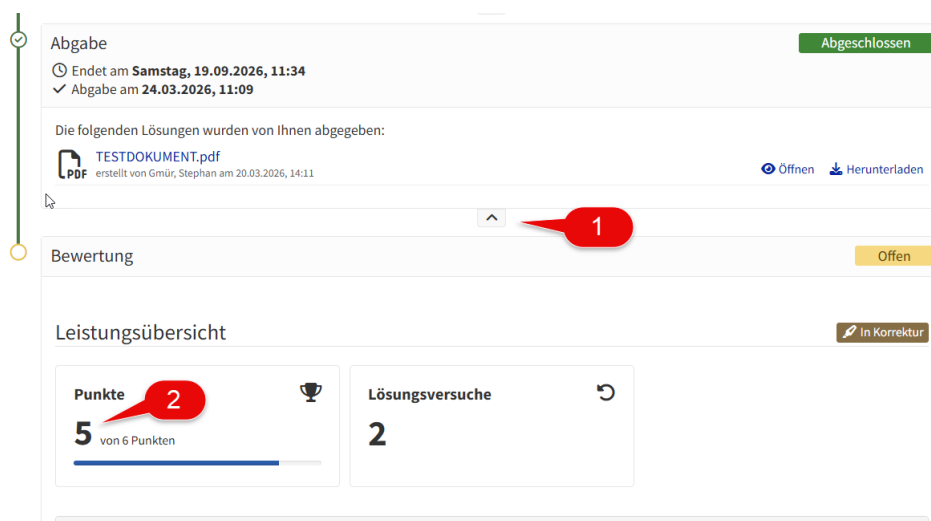 Abgabe
Abgeschlossen
Endet am Samstag, 19.09.2026, 11:34
Abgabe am 24.03.2026, 11:09
Die folgenden Lösungen wurden von Ihnen abgegeben:
PDF
TESTDOKUMENT.pdf
erstellt von Gmür, Stephan am 20.03.2026, 14:11
Öffnen
Herunterladen
1
Bewertung
Offen
Leistungsübersicht
In Korrektur
Punkte
2
5 von 6 Punkten
Lösungsversuche
2